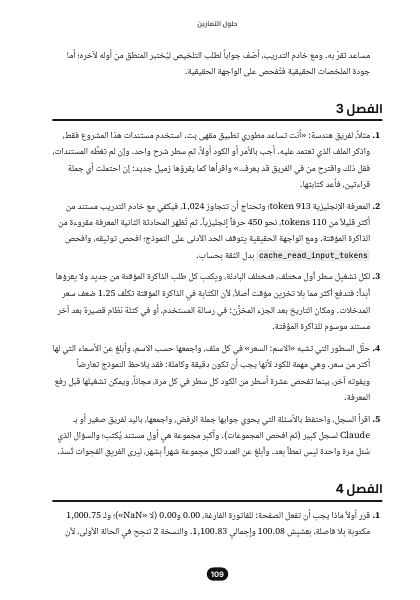 حلول التمارين
مساعد تقرّ به. ومع خادم التدريب، أضف جواباً لطلب التلخيص ليُختبر المنطق من أوله لآخره؛ أما
جودة الملخصات الحقيقية فتُفحص على الواجهة الحقيقية.
الفصل 3
1. مثلاً، لفريق هندسة: «أنت تساعد مطوري تطبيق مقهى بت. استخدم مستندات هذا المشروع فقط،
واذكر الملف الذي تعتمد عليه. أجب بالأمر أو الكود أولاً، ثم سطر شرح واحد. وإن لم تغطّه المستندات،
فقل ذلك واقترح من في الفريق قد يعرف.» واقرأها كما يقرؤها زميل جديد: إن احتملت أي جملة
قراءتين، فأعد كتابتها.
2. المعرفة الإنجليزية 913 token؛ وتحتاج أن تتجاوز 1,024، فيكفي مع خادم التدريب مستند من
أكثر قليلاً من 110 tokens، نحو 450 حرفاً إنجليزياً. ثم تُظهر المحادثة الثانية المعرفة مقروءة من
الذاكرة المؤقتة. ومع الواجهة الحقيقية يتوقف الحد الأدنى على النموذج؛ افحص توثيقه، وافحص
cache_read_input_tokens بدل الثقة بحساب.
3. لكل تشغيل سطر أول مختلف، فتختلف البادئة، ويكتب كل طلب الذاكرة المؤقتة من جديد ولا يقرؤها
أبداً: فتدفع أكثر مما بلا تخزين مؤقت أصلاً، لأن الكتابة في الذاكرة المؤقتة تكلّف 1.25 ضعف سعر
المدخلات. ومكان التاريخ بعد الجزء المخزَّن: في رسالة المستخدم، أو في كتلة نظام قصيرة بعد آخر
مستند موسوم للذاكرة المؤقتة.
4. حلّل السطور التي تشبه «الاسم: السعر» في كل ملف، واجمعها حسب الاسم، وأبلغ عن الأسماء التي لها
أكثر من سعر. وهي مهمة للكود لأنها يجب أن تكون دقيقة وكاملة: فقد يلاحظ النموذج تعارضاً
ويفوته آخر، بينما تفحص عشرة أسطر من الكود كل سطر في كل مرة، مجاناً، ويمكن تشغيلها قبل رفع
المعرفة.
5. اقرأ السجل، واحتفظ بالأسئلة التي يحوي جوابها جملة الرفض، واجمعها، باليد لفريق صغير أو بـ
Claude لسجل كبير (ثم افحص المجموعات). وأكبر مجموعة هي أول مستند يُكتب؛ والسؤال الذي
سُئل مرة واحدة ليس نمطاً بعد. وأبلغ عن العدد لكل مجموعة شهراً بشهر، ليرى الفريق الفجوات تُسدّ.
الفصل 4
1. قرر أولاً ماذا يجب أن تفعل الصفحة: للفاتورة الفارغة، 0.00 و0.00 (لا «NaN»)؛ ولـ 1,000.75
مكتوبة بلا فاصلة، بغشيش 100.08 وإجمالي 1,100.83. والنسخة 2 تنجح في الحالة الأولى، لأن
109